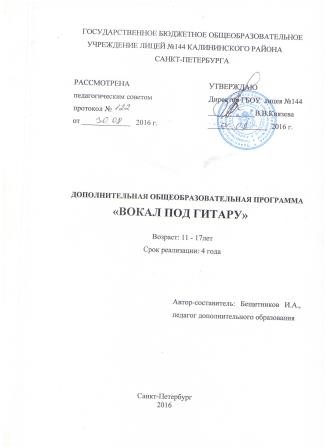 ГОСУДАРСТВЕННОЕ БЮДЖЕТНОЕ ОБЩЕОБРАЗОВАТЕЛЬНОЕ
УЧРЕЖДЕНИЕ ЛИЦЕЙ №144 КАЛИНИНСКОГО РАЙОНА
САНКТ-ПЕТЕРБУРГА
РАССМОТРЕНА
педагогическим советом
протокол № 122
от 30.08 2016 г.
УТВЕРЖДАЮ
Директор ГБОУ лицея №144
В.В.Князева
2016 г.
ДОПОЛНИТЕЛЬНАЯ ОБЩЕОБРАЗОВАТЕЛЬНАЯ ПРОГРАММА
«ВОКАЛ ПОД ГИТАРУ»
Возраст: 11 - 17лет
Срок реализации: 4 года
Автор-составитель: Бещетников И.А.,
педагог дополнительного образования
Санкт-Петербург
2016